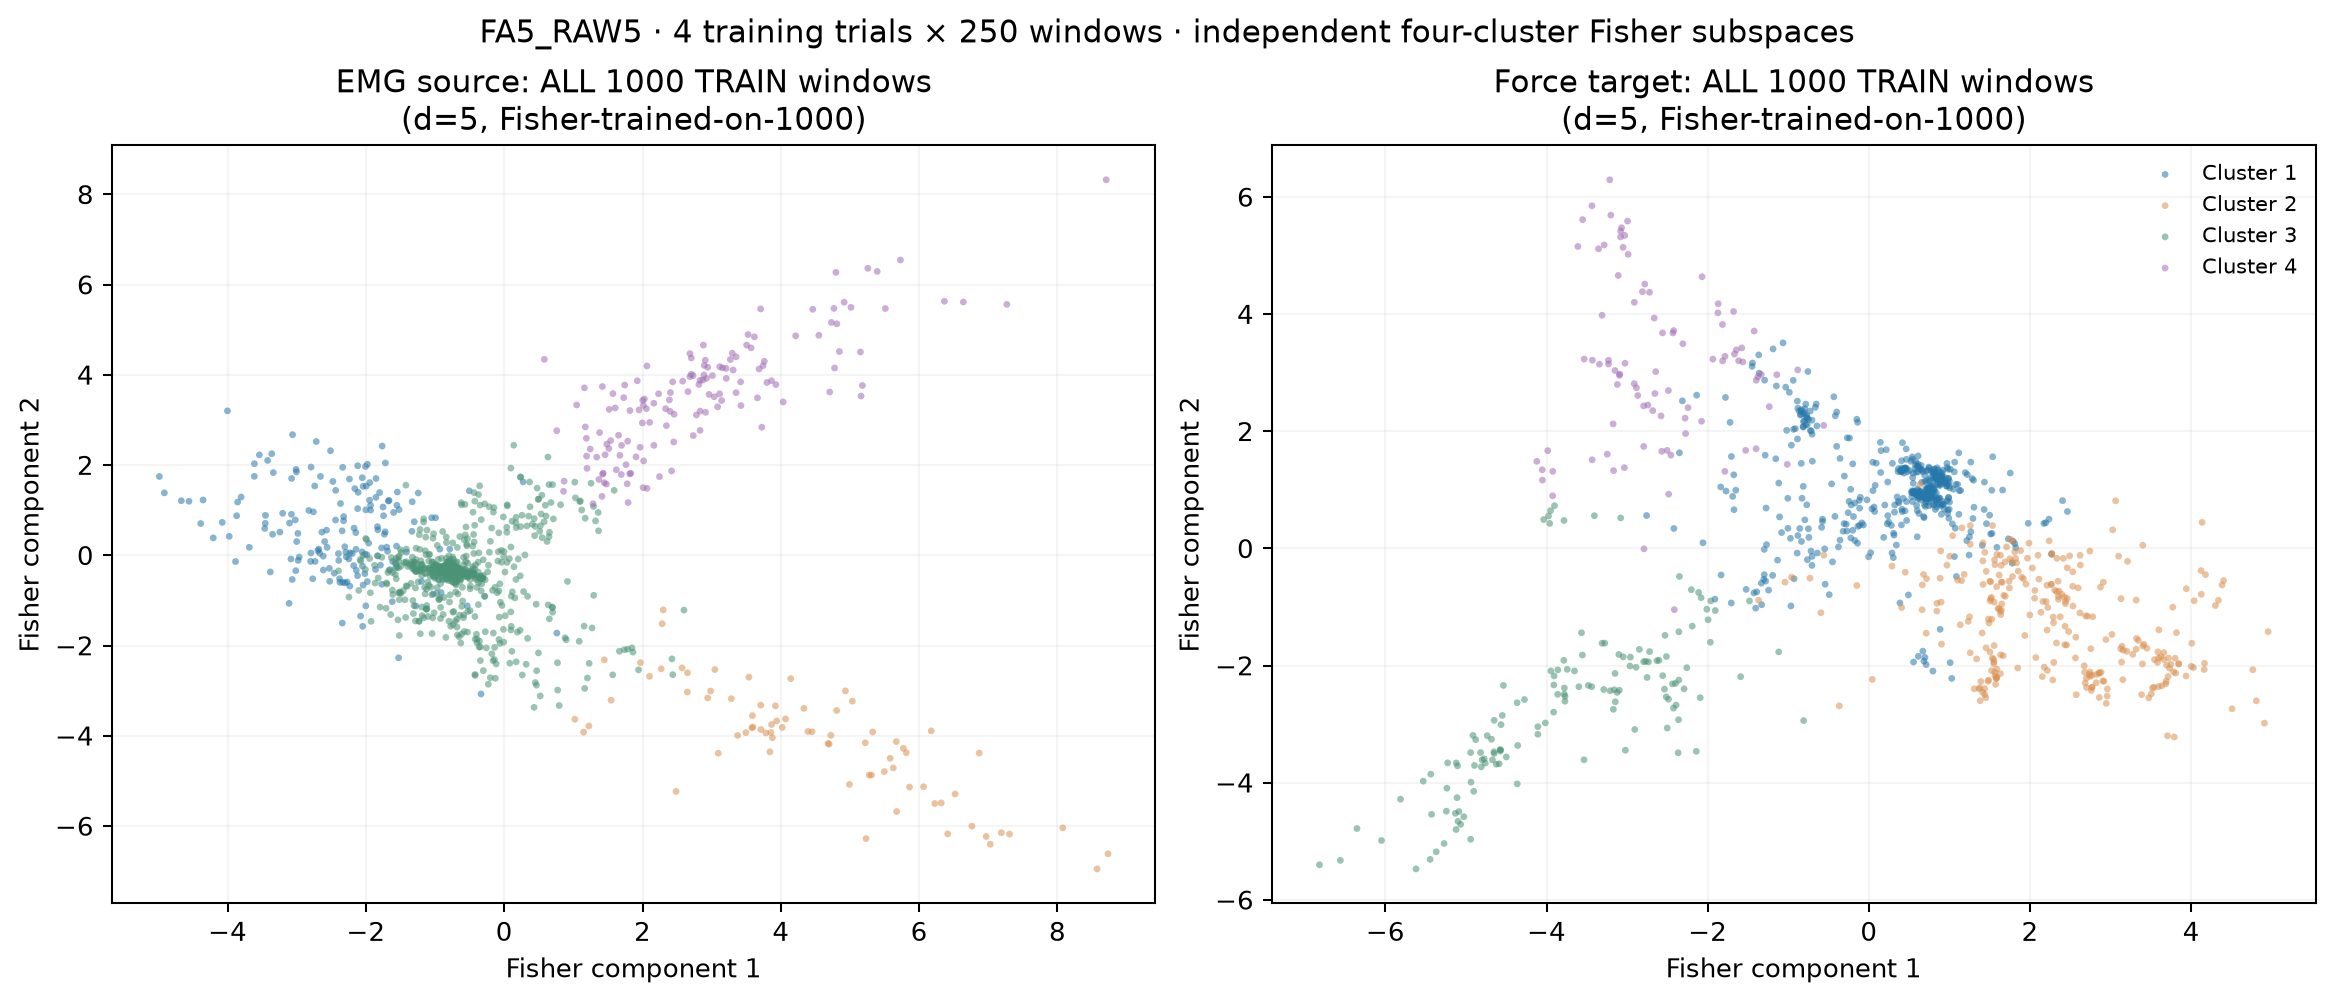 FA5_RAW5 · 4 training trials × 250 windows · independent four-cluster Fisher subspaces
EMG source: ALL 1000 TRAIN windows
(d=5, Fisher-trained-on-1000)
8
6
4
2
0
−2
−4
−6
Fisher component 2
−4
−2
0
2
4
6
8
Fisher component 1
Force target: ALL 1000 TRAIN windows
(d=5, Fisher-trained-on-1000)
Cluster 1
Cluster 2
Cluster 3
Cluster 4
6
4
2
0
−2
−4
−6
Fisher component 2
−6
−4
−2
0
2
4
Fisher component 1